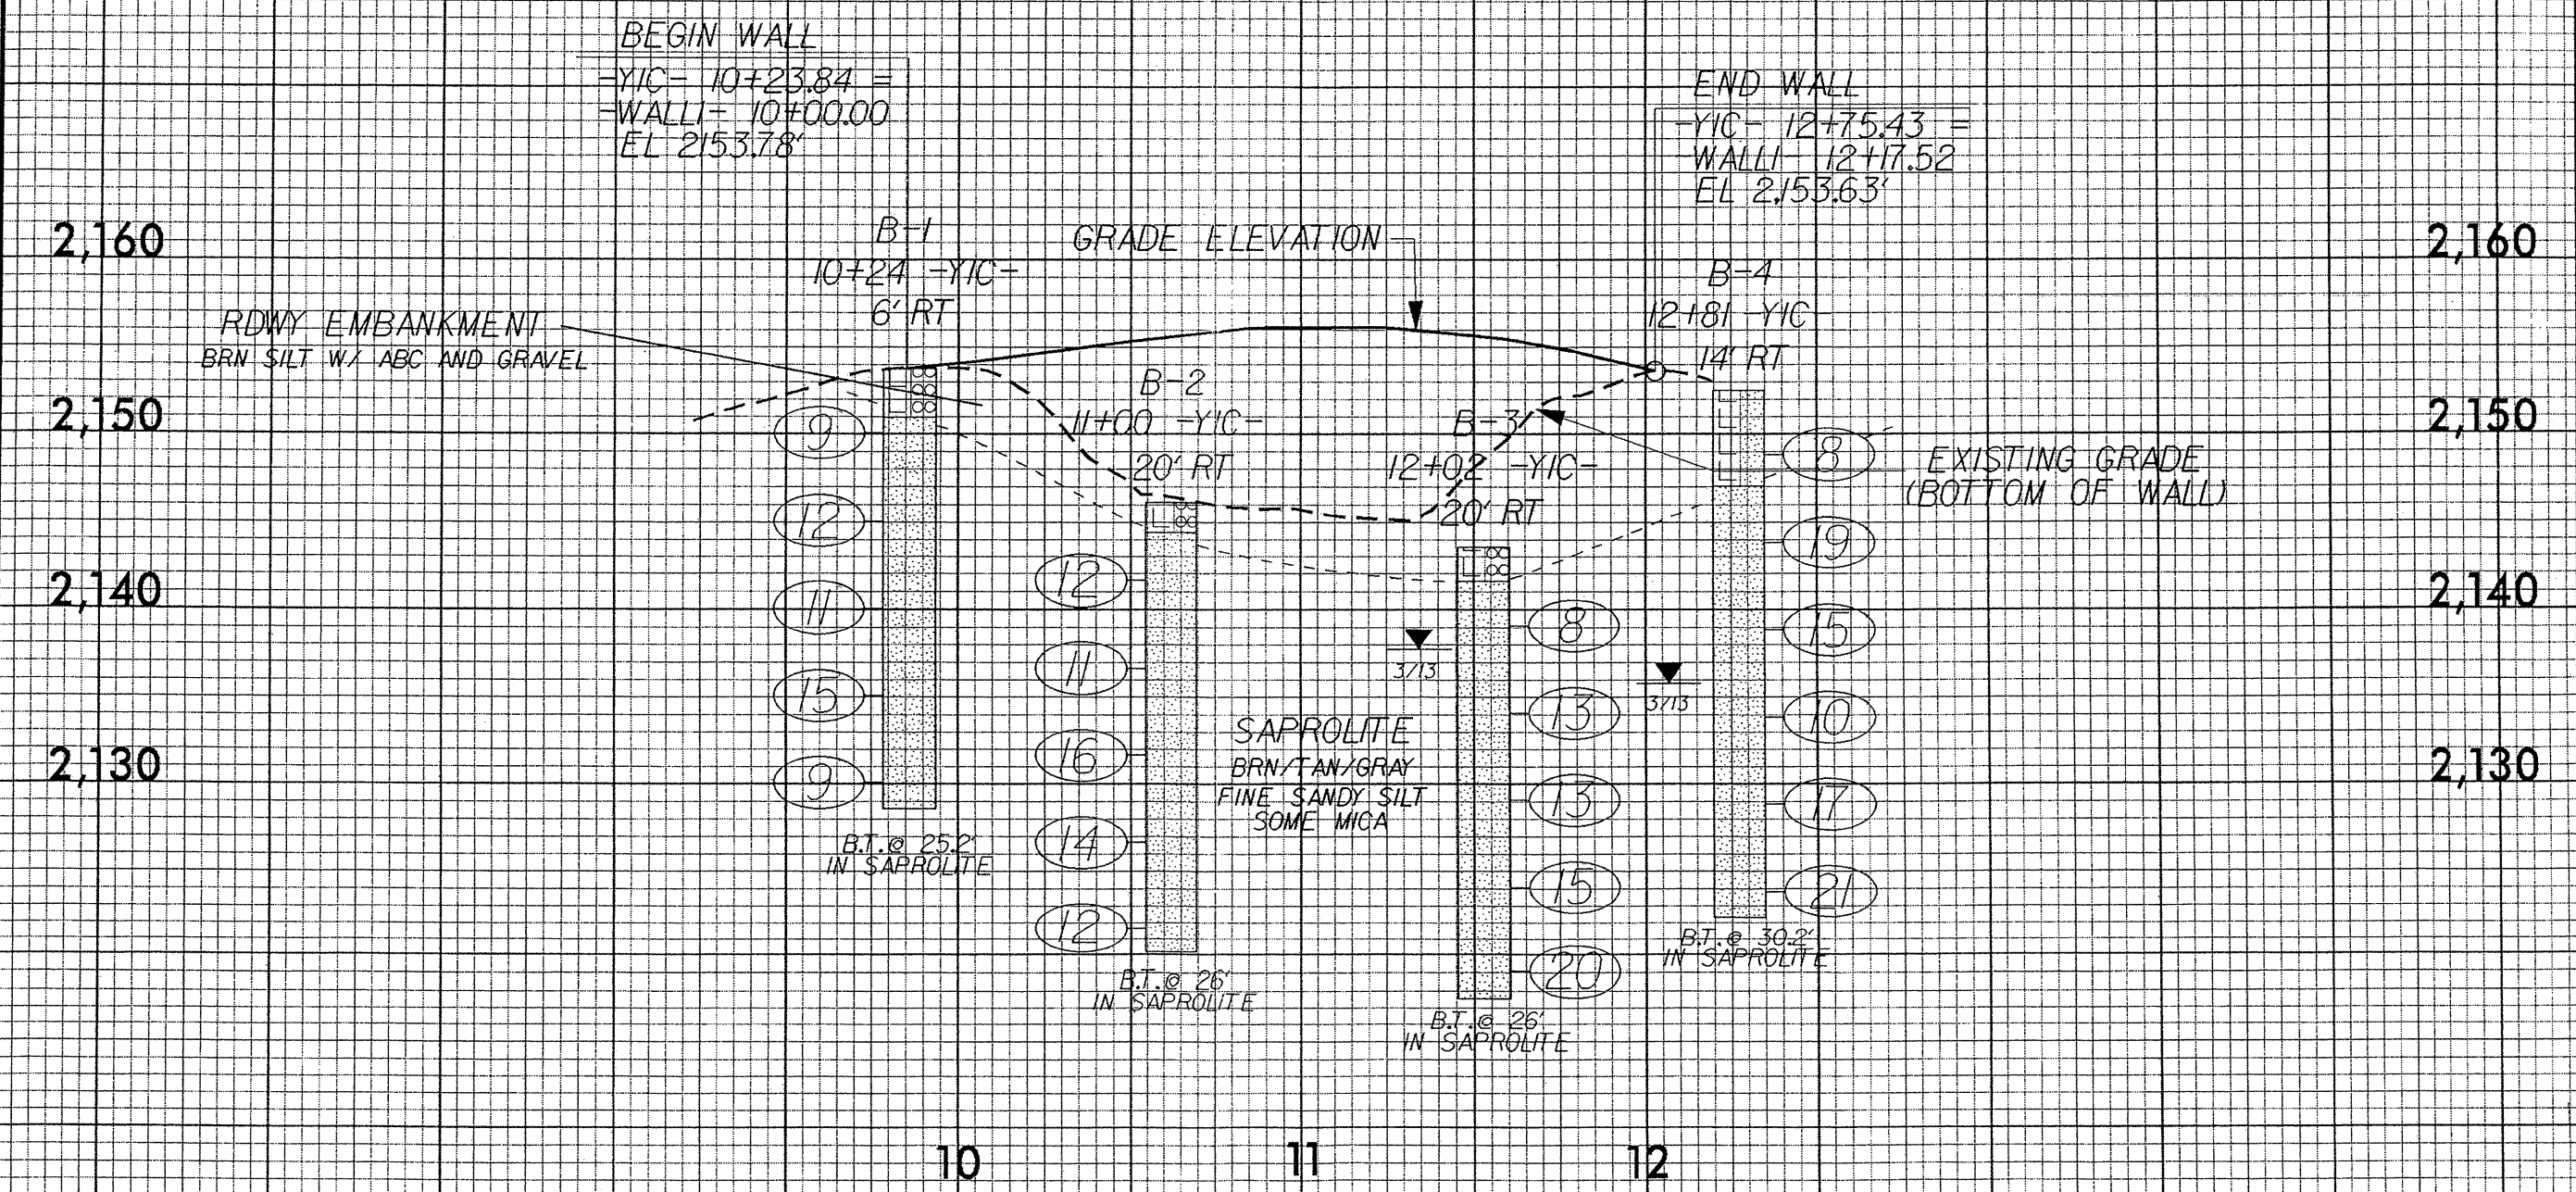 BEGIN WALL
-Y1C- 10+23.84 =
-WALL1- 10+00.00
EL 2153.78'
END WALL
-Y1C- 12+75.43 =
WALL1- 12+17.52
EL 2,153.63'
2,160
B-1
10+24 -Y1C-
6' RT
GRADE ELEVATION
B-4
12+81 -Y1C-
14' RT
2,160
RDWY EMBANKMENT
BRN SILT W/ ABC AND GRAVEL
2,150
B-2
11+00 -Y1C-
20' RT
B-3
12+02 -Y1C-
20' RT
2,150
EXISTING GRADE
(BOTTOM OF WALL)
9
12
11
15
9
B.T.@ 25.2'
IN SAPROLITE
12
11
16
14
12
B.T.@ 26'
IN SAPROLITE
SAPROLITE
BRN/TAN/GRAY
FINE SANDY SILT
SOME MICA
3/13
8
13
13
15
20
B.T.@ 26'
IN SAPROLITE
3/13
8
19
15
10
17
21
B.T.@ 30.2'
IN SAPROLITE
2,140
2,140
2,130
2,130
10
11
12